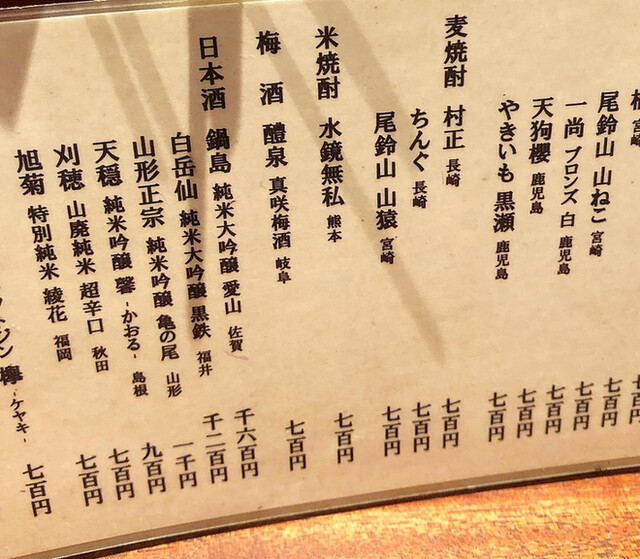 宮崎 七百円
尾鈴山 山ねこ 宮崎 七百円
一尚 ブロンズ 白 鹿児島 七百円
天狗櫻 鹿児島 七百円
やきいも 黒瀬 鹿児島 七百円
麦焼酎 村正 長崎 七百円
ちんぐ 長崎 七百円
尾鈴山 山猿 宮崎 七百円
米焼酎 水鏡無私 熊本 七百円
梅酒 醴泉 真咲梅酒 岐阜 七百円
日本酒 鍋島 純米大吟醸 愛山 佐賀 千六百円
白岳仙 純米大吟醸 黒鉄 福井 千二百円
山形正宗 純米吟醸 亀の尾 山形 一千円
天穏 純米吟醸 馨 -かおる- 島根 九百円
刈穂 山廃純米 超辛口 秋田 七百円
旭菊 特別純米 綾花 福岡 七百円
ジン 欅 -ケヤキ- 七百円